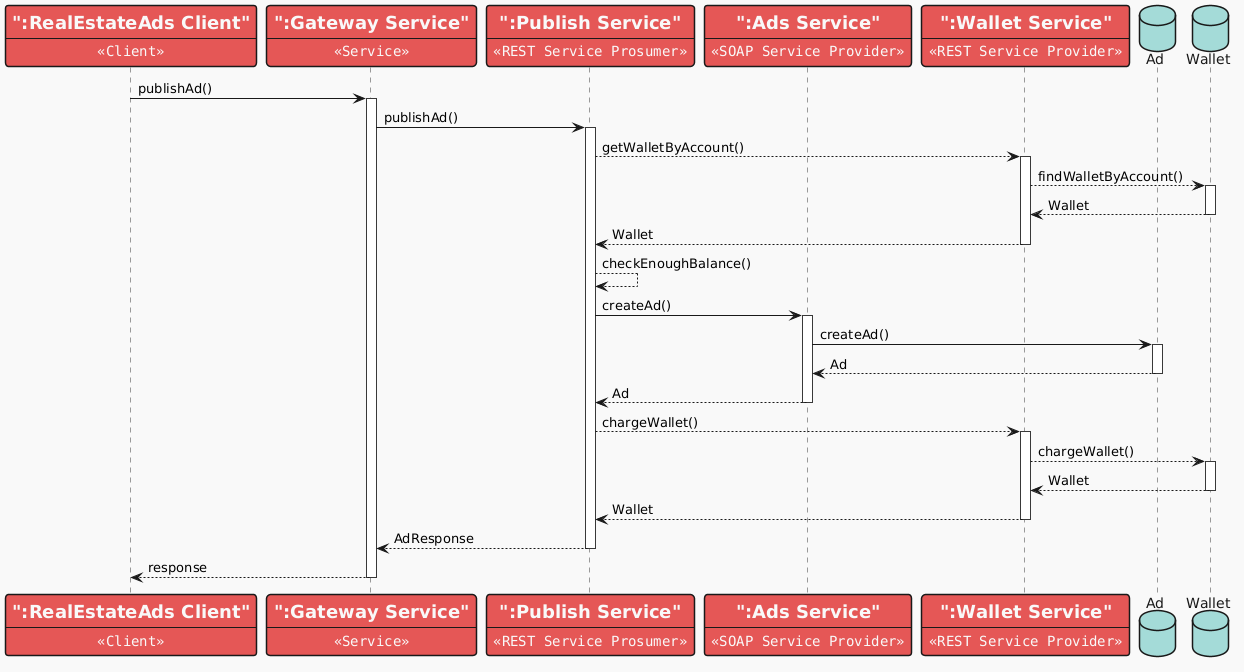 ":RealEstateAds Client"
«Client»
":Gateway Service"
«Service»
":Publish Service"
«REST Service Prosumer»
":Ads Service"
«SOAP Service Provider»
":Wallet Service"
«REST Service Provider»
Ad
Wallet
publishAd()
publishAd()
getWalletByAccount()
findWalletByAccount()
Wallet
Wallet
checkEnoughBalance()
createAd()
createAd()
Ad
Ad
chargeWallet()
chargeWallet()
Wallet
Wallet
AdResponse
response
":RealEstateAds Client"
«Client»
":Gateway Service"
«Service»
":Publish Service"
«REST Service Prosumer»
":Ads Service"
«SOAP Service Provider»
":Wallet Service"
«REST Service Provider»
Ad
Wallet